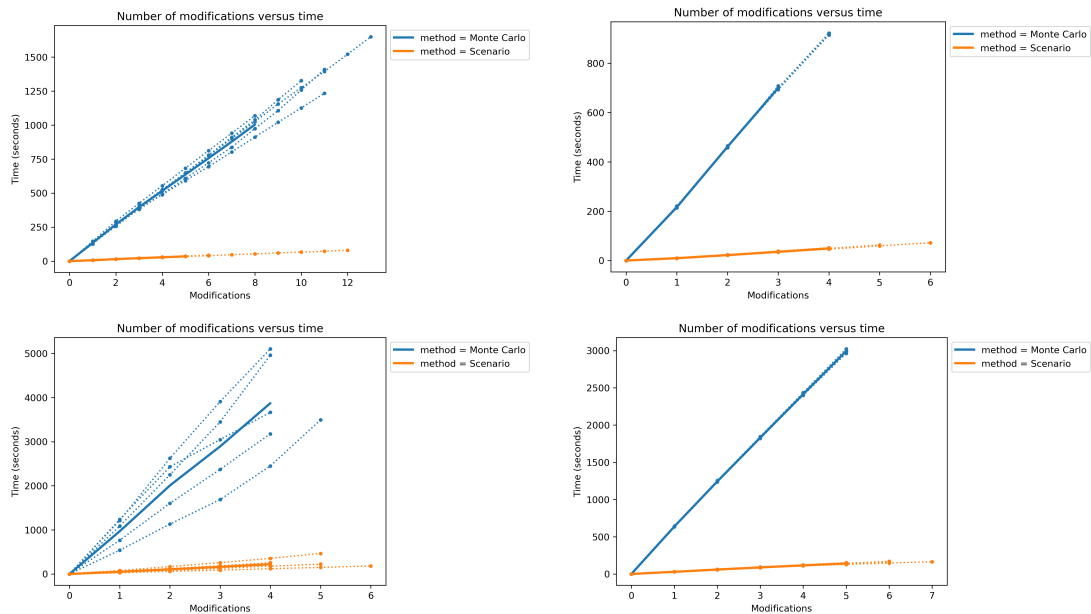 Number of modifications versus time
method = Monte Carlo
method = Scenario
Time (seconds)
1500
1250
1000
750
500
250
0
0 2 4 6 8 10 12
Modifications
Number of modifications versus time
method = Monte Carlo
method = Scenario
Time (seconds)
800
600
400
200
0
0 1 2 3 4 5 6
Modifications
Number of modifications versus time
method = Monte Carlo
method = Scenario
Time (seconds)
5000
4000
3000
2000
1000
0
0 1 2 3 4 5 6
Modifications
Number of modifications versus time
method = Monte Carlo
method = Scenario
Time (seconds)
3000
2500
2000
1500
1000
500
0
0 1 2 3 4 5 6 7
Modifications